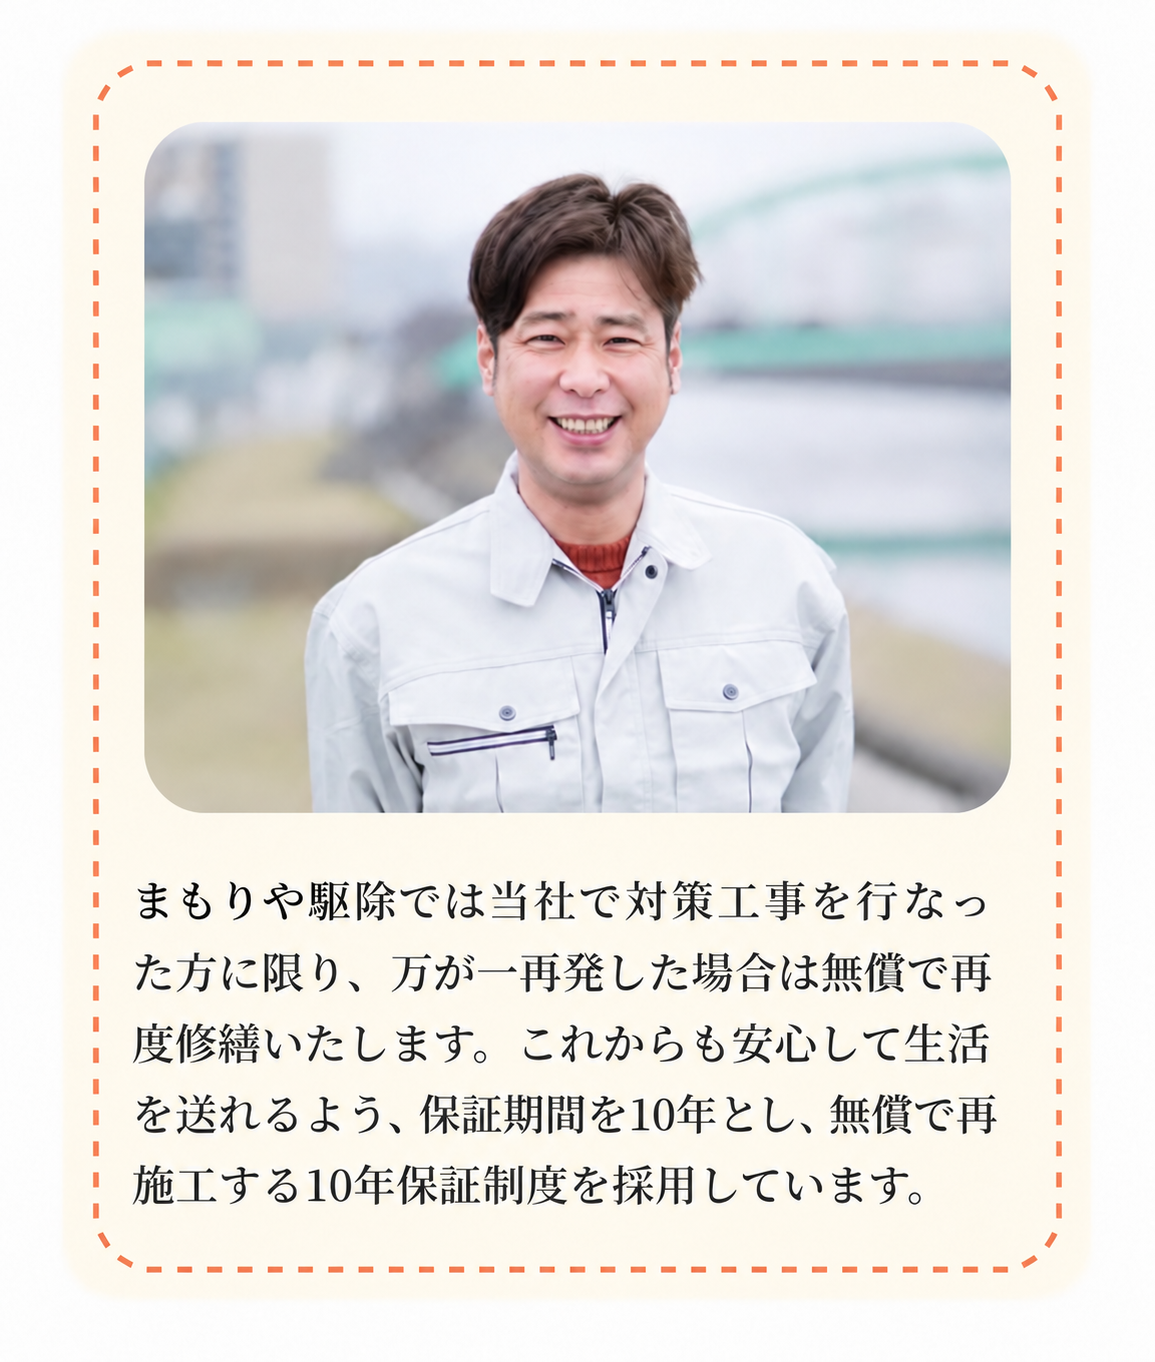 まもりや駆除では当社で対策工事を行なっ
た方に限り、万が一再発した場合は無償で再
度修繕いたします。これからも安心して生活
を送れるよう、保証期間を10年とし、無償で再
施工する10年保証制度を採用しています。